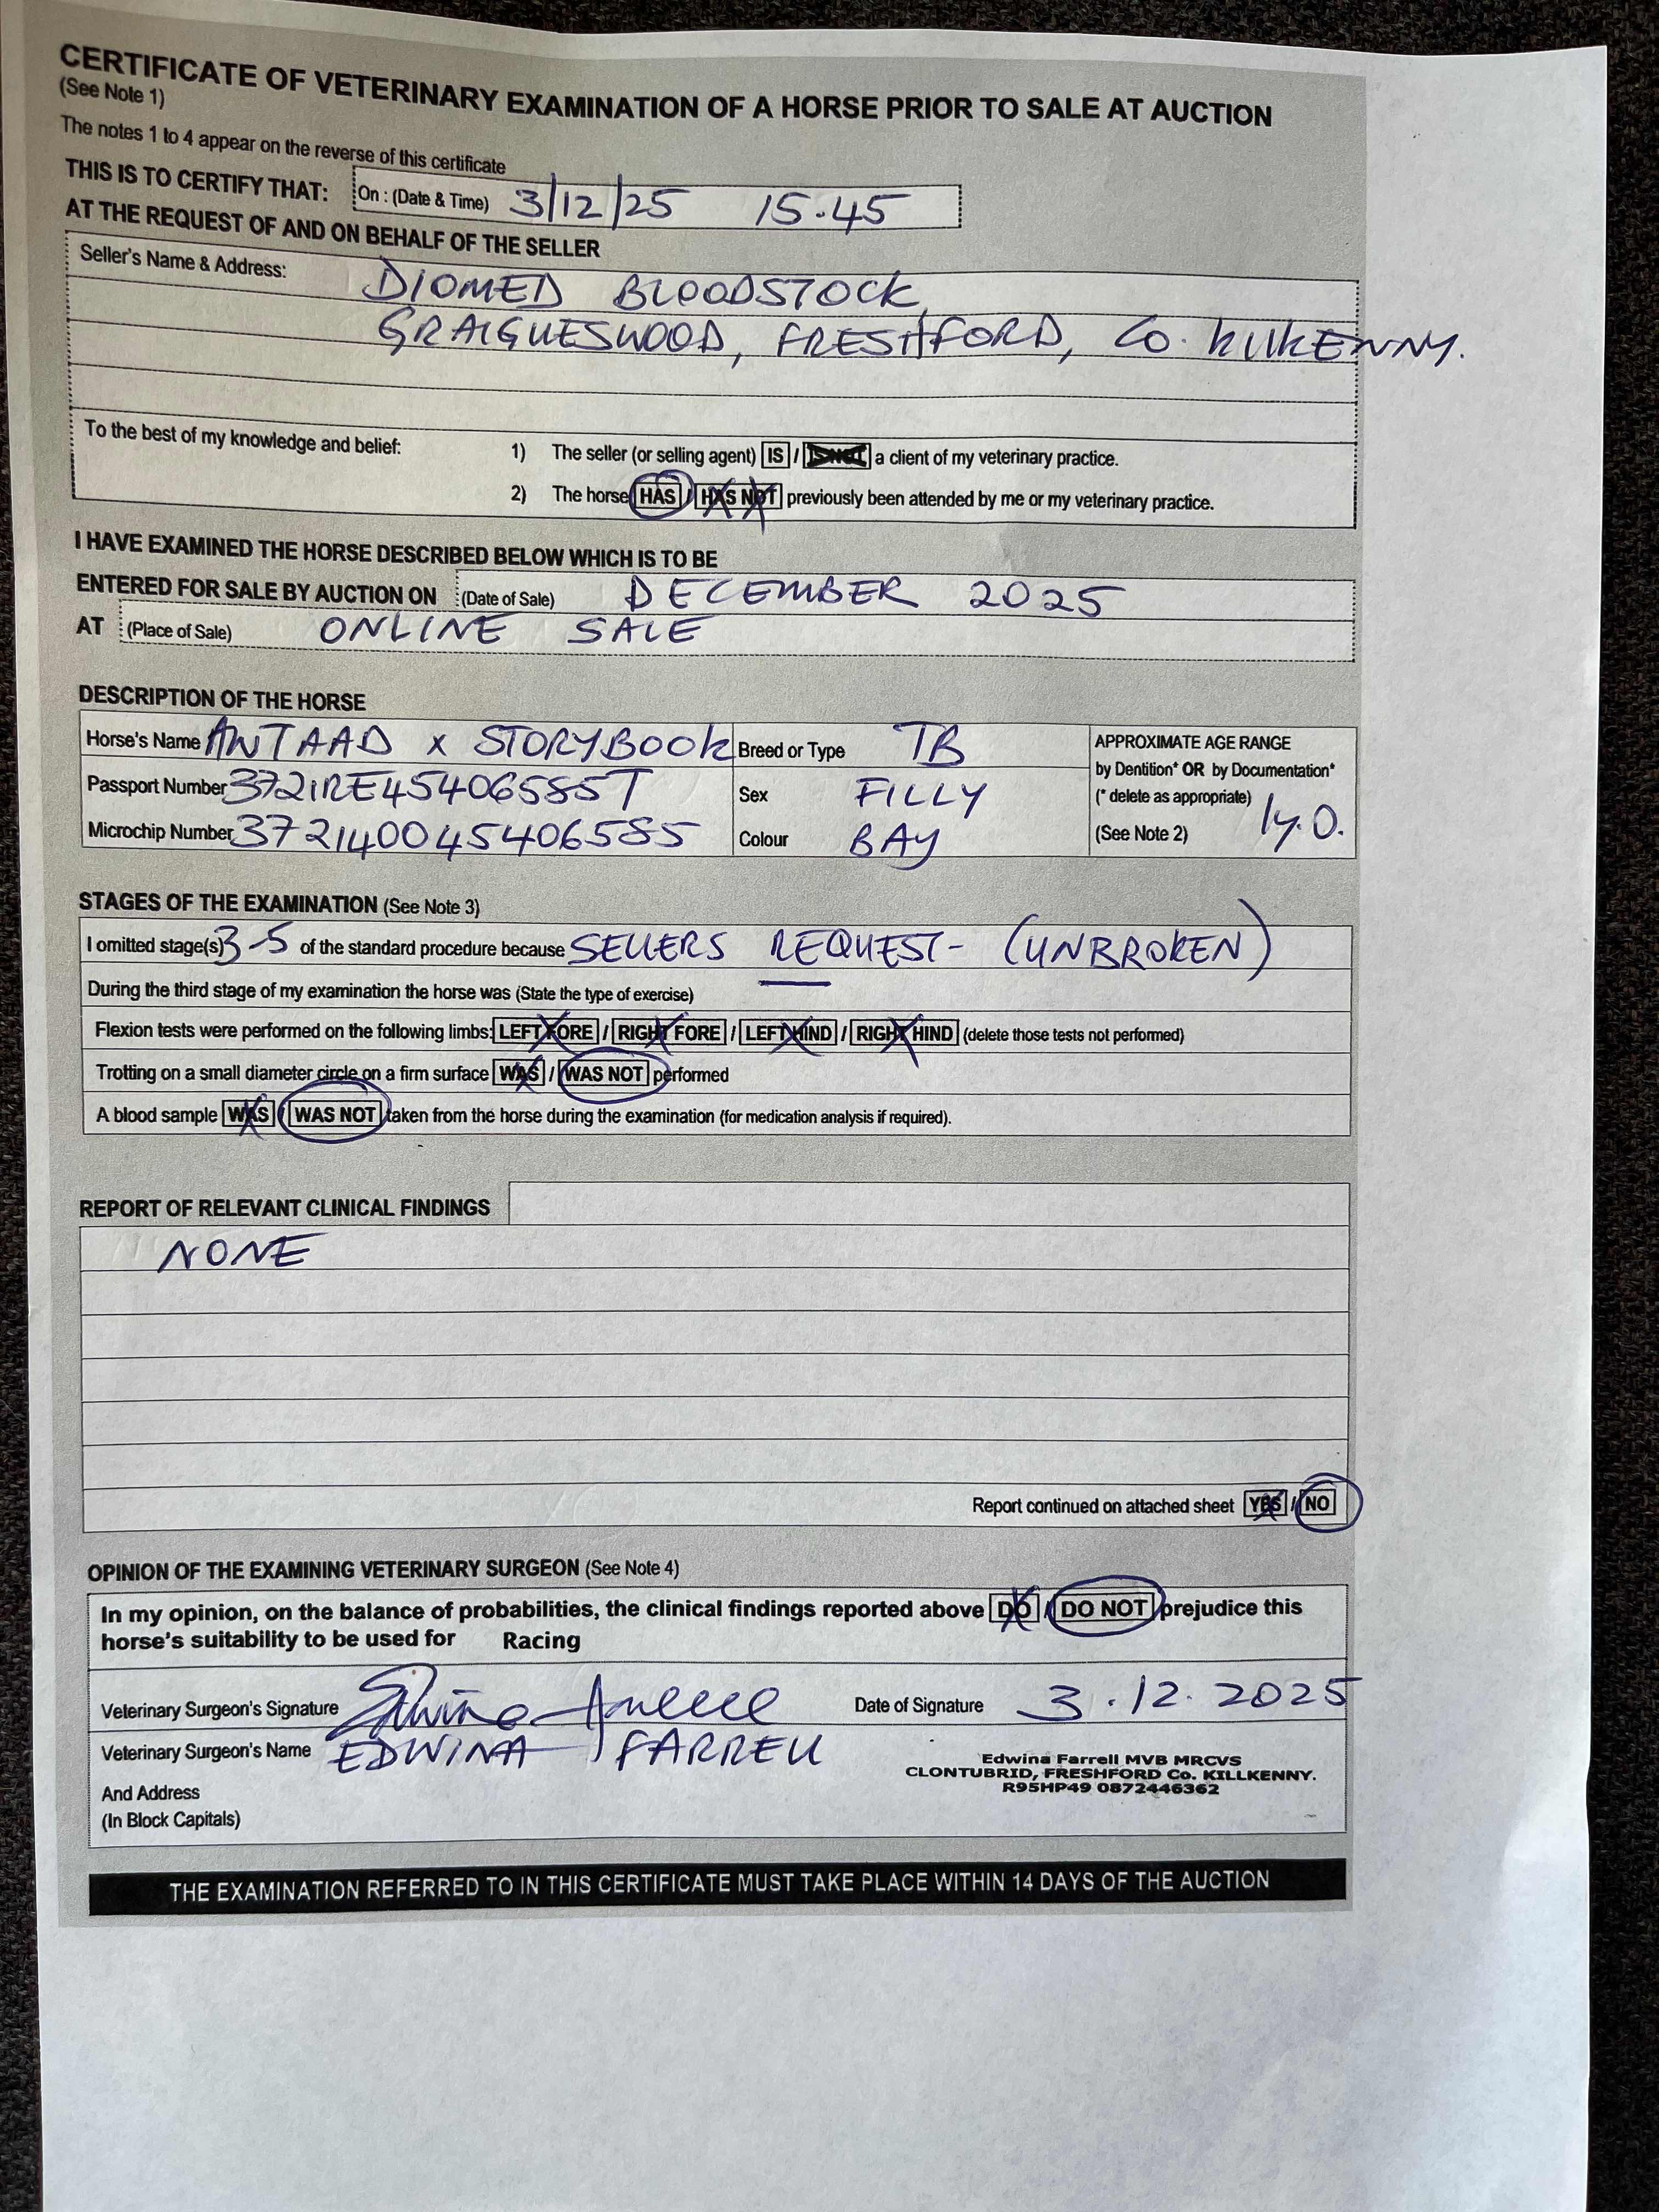 CERTIFICATE OF VETERINARY EXAMINATION OF A HORSE PRIOR TO SALE AT AUCTION
(See Note 1)
The notes 1 to 4 appear on the reverse of this certificate
THIS IS TO CERTIFY THAT: On : (Date & Time) 3/12/25 15.45
AT THE REQUEST OF AND ON BEHALF OF THE SELLER
Seller's Name & Address:
DIOMED BLOODSTOCK,
GRAIGUESWOOD, FRESHFORD, CO. KILKENNY.
To the best of my knowledge and belief: 1) The seller (or selling agent) IS / IS NOT a client of my veterinary practice.
2) The horse HAS / HAS NOT previously been attended by me or my veterinary practice.
I HAVE EXAMINED THE HORSE DESCRIBED BELOW WHICH IS TO BE
ENTERED FOR SALE BY AUCTION ON (Date of Sale) DECEMBER 2025
AT (Place of Sale) ONLINE SALE
DESCRIPTION OF THE HORSE
Horse's Name ANTAAD x STORYBOOK Breed or Type TB APPROXIMATE AGE RANGE
by Dentition* OR by Documentation*
Passport Number 372IRE45406585T Sex FILLY (* delete as appropriate)
Microchip Number 372140045406585 Colour BAY (See Note 2) 1y.O.
STAGES OF THE EXAMINATION (See Note 3)
I omitted stage(s) 3-5 of the standard procedure because SELLERS REQUEST- (UNBROKEN)
During the third stage of my examination the horse was (State the type of exercise)
Flexion tests were performed on the following limbs: LEFT FORE / RIGHT FORE / LEFT HIND / RIGHT HIND (delete those tests not performed)
Trotting on a small diameter circle on a firm surface WAS / WAS NOT performed
A blood sample WAS / WAS NOT taken from the horse during the examination (for medication analysis if required).
REPORT OF RELEVANT CLINICAL FINDINGS
NONE
Report continued on attached sheet YES / NO
OPINION OF THE EXAMINING VETERINARY SURGEON (See Note 4)
In my opinion, on the balance of probabilities, the clinical findings reported above DO / DO NOT prejudice this
horse's suitability to be used for Racing
Veterinary Surgeon's Signature Edwina Farrell Date of Signature 3.12.2025
Veterinary Surgeon's Name EDWINA FARRELL
And Address
(In Block Capitals)
Edwina Farrell MVB MRCVS
CLONTUBRID, FRESHFORD Co. KILLKENNY.
R95HP49 0872446362
THE EXAMINATION REFERRED TO IN THIS CERTIFICATE MUST TAKE PLACE WITHIN 14 DAYS OF THE AUCTION